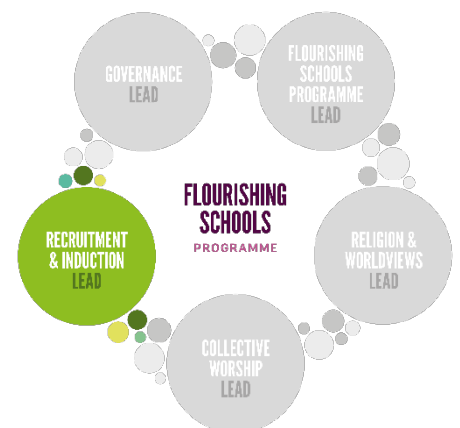 GOVERNANCE
LEAD
FLOURISHING
SCHOOLS
PROGRAMME
LEAD
FLOURISHING
SCHOOLS
PROGRAMME
RECRUITMENT
& INDUCTION
LEAD
RELIGION &
WORLDVIEWS
LEAD
COLLECTIVE
WORSHIP
LEAD